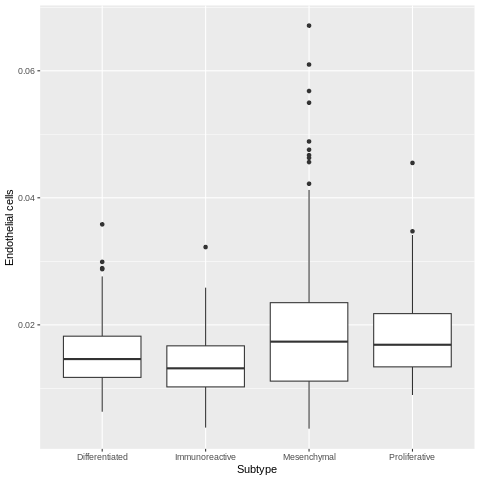 Endothelial cells
0.06
0.04
0.02
Differentiated Immunoreactive Mesenchymal Proliferative
Subtype